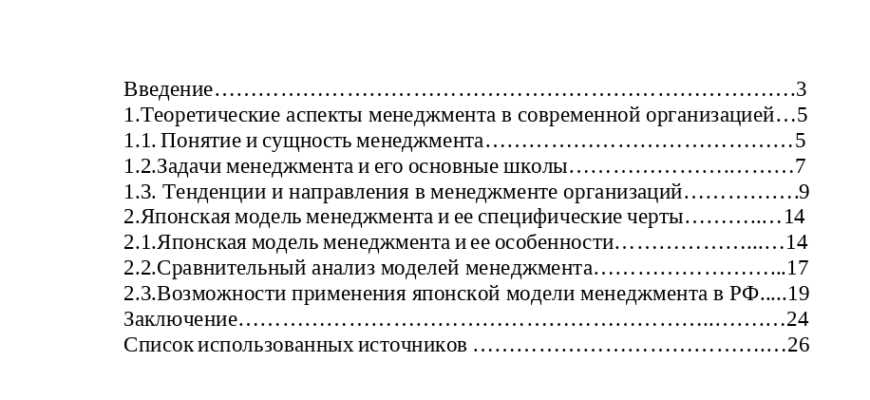 Введение……………………………………………………………………….3
1.Теоретические аспекты менеджмента в современной организацией…5
1.1. Понятие и сущность менеджмента……………………………………5
1.2.Задачи менеджмента и его основные школы………………….………7
1.3. Тенденции и направления в менеджменте организаций……………9
2.Японская модель менеджмента и ее специфические черты………..…14
2.1.Японская модель менеджмента и ее особенности………………...…14
2.2.Сравнительный анализ моделей менеджмента……………………..17
2.3.Возможности применения японской модели менеджмента в РФ.....19
Заключение………………………………………………………..…….…24
Список использованных источников ……………………………….…26